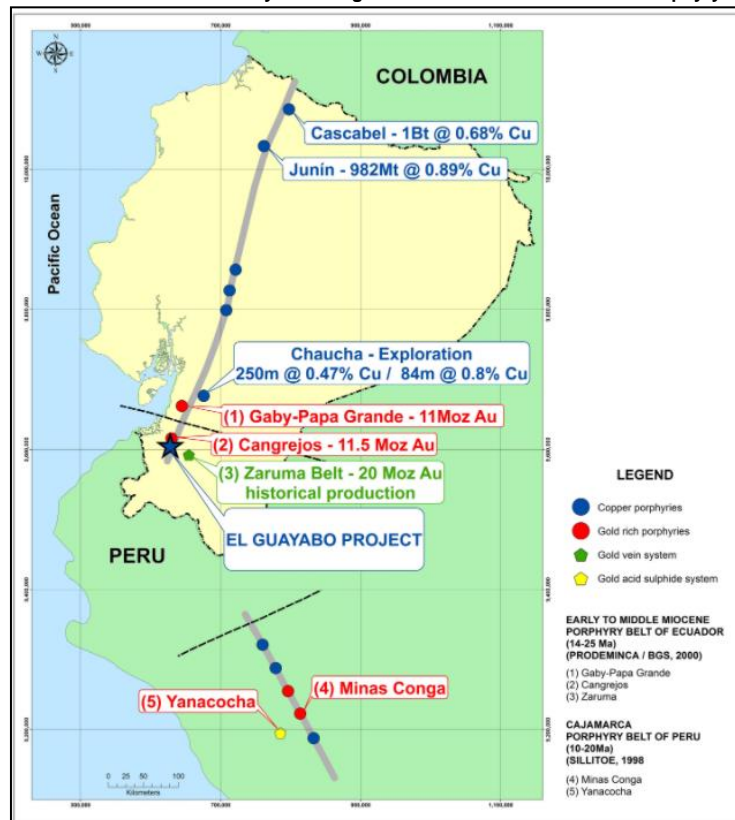 COLOMBIA
Cascabel - 1Bt @ 0.68% Cu
Junín - 982Mt @ 0.89% Cu
Pacific Ocean
Chaucha - Exploration
250m @ 0.47% Cu / 84m @ 0.8% Cu
(1) Gaby-Papa Grande - 11Moz Au
(2) Cangrejos - 11.5 Moz Au
(3) Zaruma Belt - 20 Moz Au
historical production
EL GUAYABO PROJECT
PERU
(4) Minas Conga
(5) Yanacocha
0 25 50 100
Kilometers
LEGEND
Copper porphyries
Gold rich porphyries
Gold vein system
Gold acid sulphide system
EARLY TO MIDDLE MIOCENE
PORPHYRY BELT OF ECUADOR
(14-25 Ma)
(PRODEMINCA / BGS, 2000)
(1) Gaby-Papa Grande
(2) Cangrejos
(3) Zaruma
CAJAMARCA
PORPHYRY BELT OF PERU
(10-20Ma)
(SILLITOE, 1998
(4) Minas Conga
(5) Yanacocha